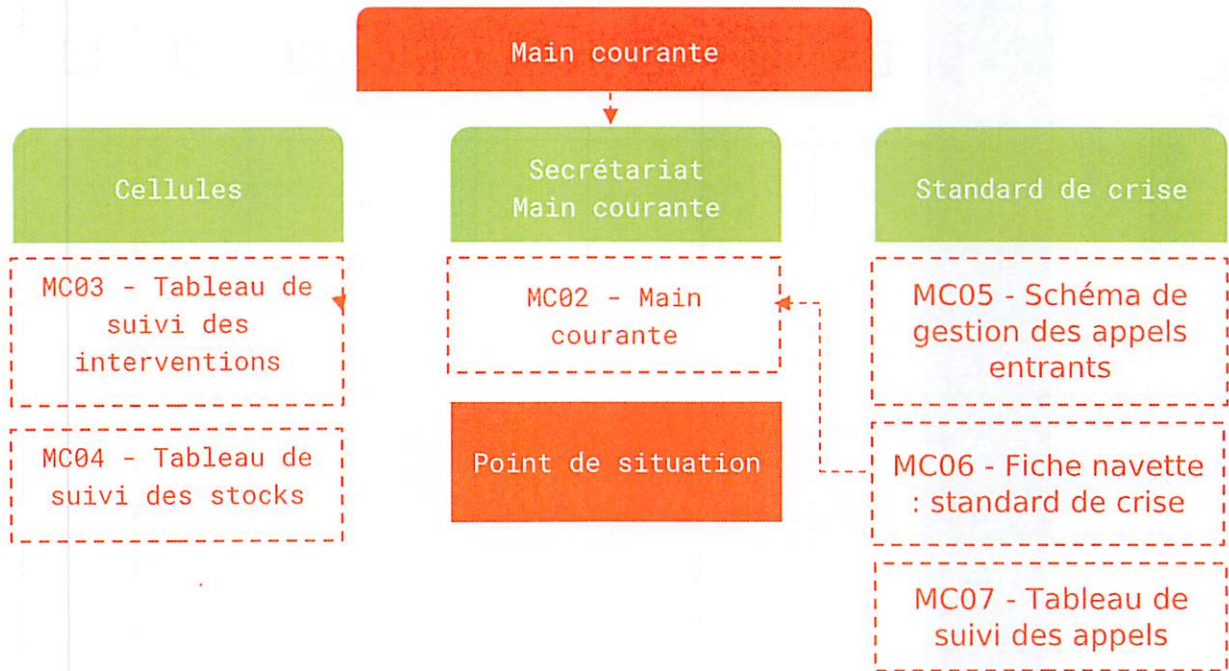 Main courante
Cellules
MC03 - Tableau de
suivi des
interventions
MC04 - Tableau de
suivi des stocks
Secrétariat
Main courante
MC02 - Main
courante
Point de situation
Standard de crise
MC05 - Schéma de
gestion des appels
entrants
MC06 - Fiche navette
: standard de crise
MC07 - Tableau de
suivi des appels